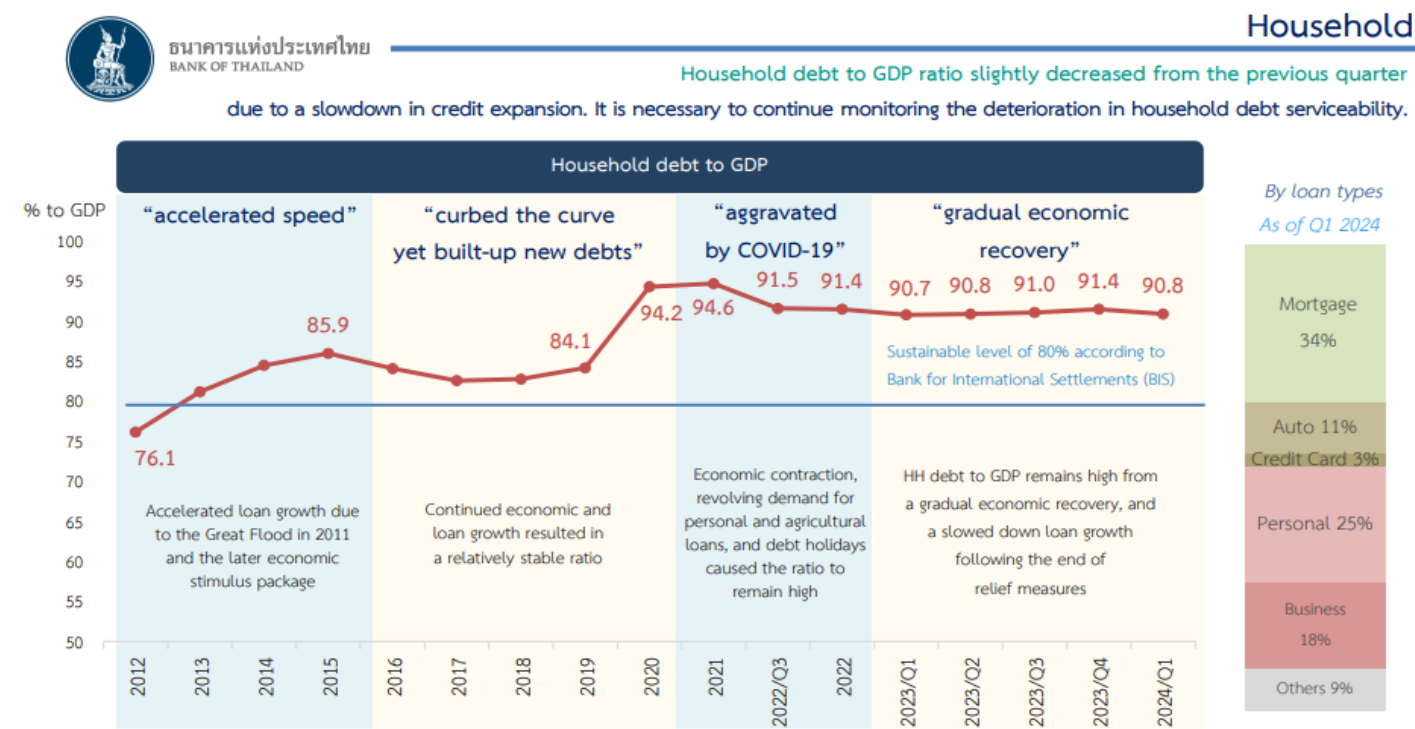 Household
ธนาคารแห่งประเทศไทย
BANK OF THAILAND
Household debt to GDP ratio slightly decreased from the previous quarter
due to a slowdown in credit expansion. It is necessary to continue monitoring the deterioration in household debt serviceability.
Household debt to GDP
% to GDP
100
95
90
85
80
75
70
65
60
55
50
“accelerated speed”
“curbed the curve
yet built-up new debts”
“aggravated
by COVID-19”
“gradual economic
recovery”
76.1
85.9
84.1
94.2
94.6
91.5
91.4
90.7
90.8
91.0
91.4
90.8
Sustainable level of 80% according to
Bank for International Settlements (BIS)
Accelerated loan growth due
to the Great Flood in 2011
and the later economic
stimulus package
Continued economic and
loan growth resulted in
a relatively stable ratio
Economic contraction,
revolving demand for
personal and agricultural
loans, and debt holidays
caused the ratio to
remain high
HH debt to GDP remains high from
a gradual economic recovery, and
a slowed down loan growth
following the end of
relief measures
2012
2013
2014
2015
2016
2017
2018
2019
2020
2021
2022/Q3
2022
2023/Q1
2023/Q2
2023/Q3
2023/Q4
2024/Q1
By loan types
As of Q1 2024
Mortgage
34%
Auto 11%
Credit Card 3%
Personal 25%
Business
18%
Others 9%